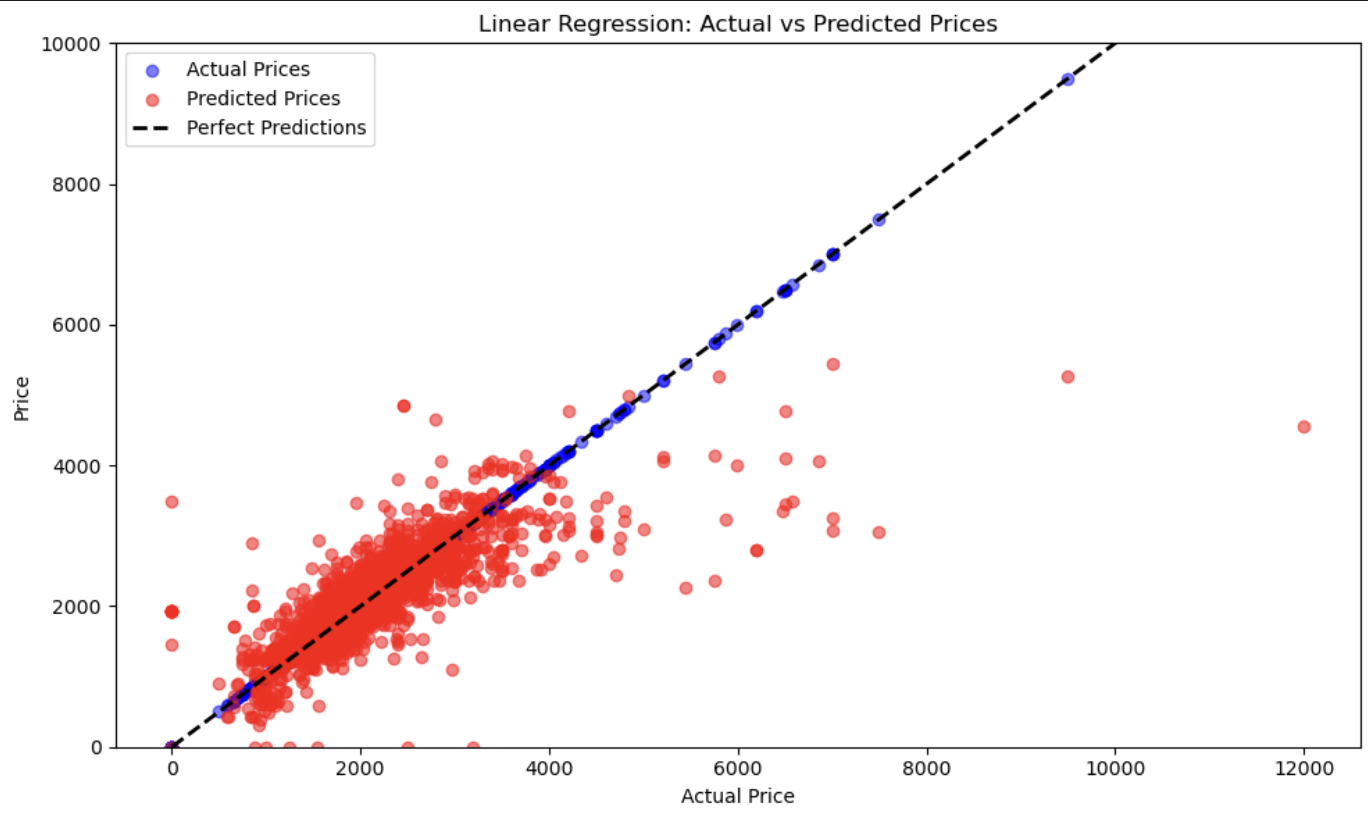 Linear Regression: Actual vs Predicted Prices
10000
8000
6000
4000
2000
0
Price
Actual Prices
Predicted Prices
Perfect Predictions
0 2000 4000 6000 8000 10000 12000
Actual Price